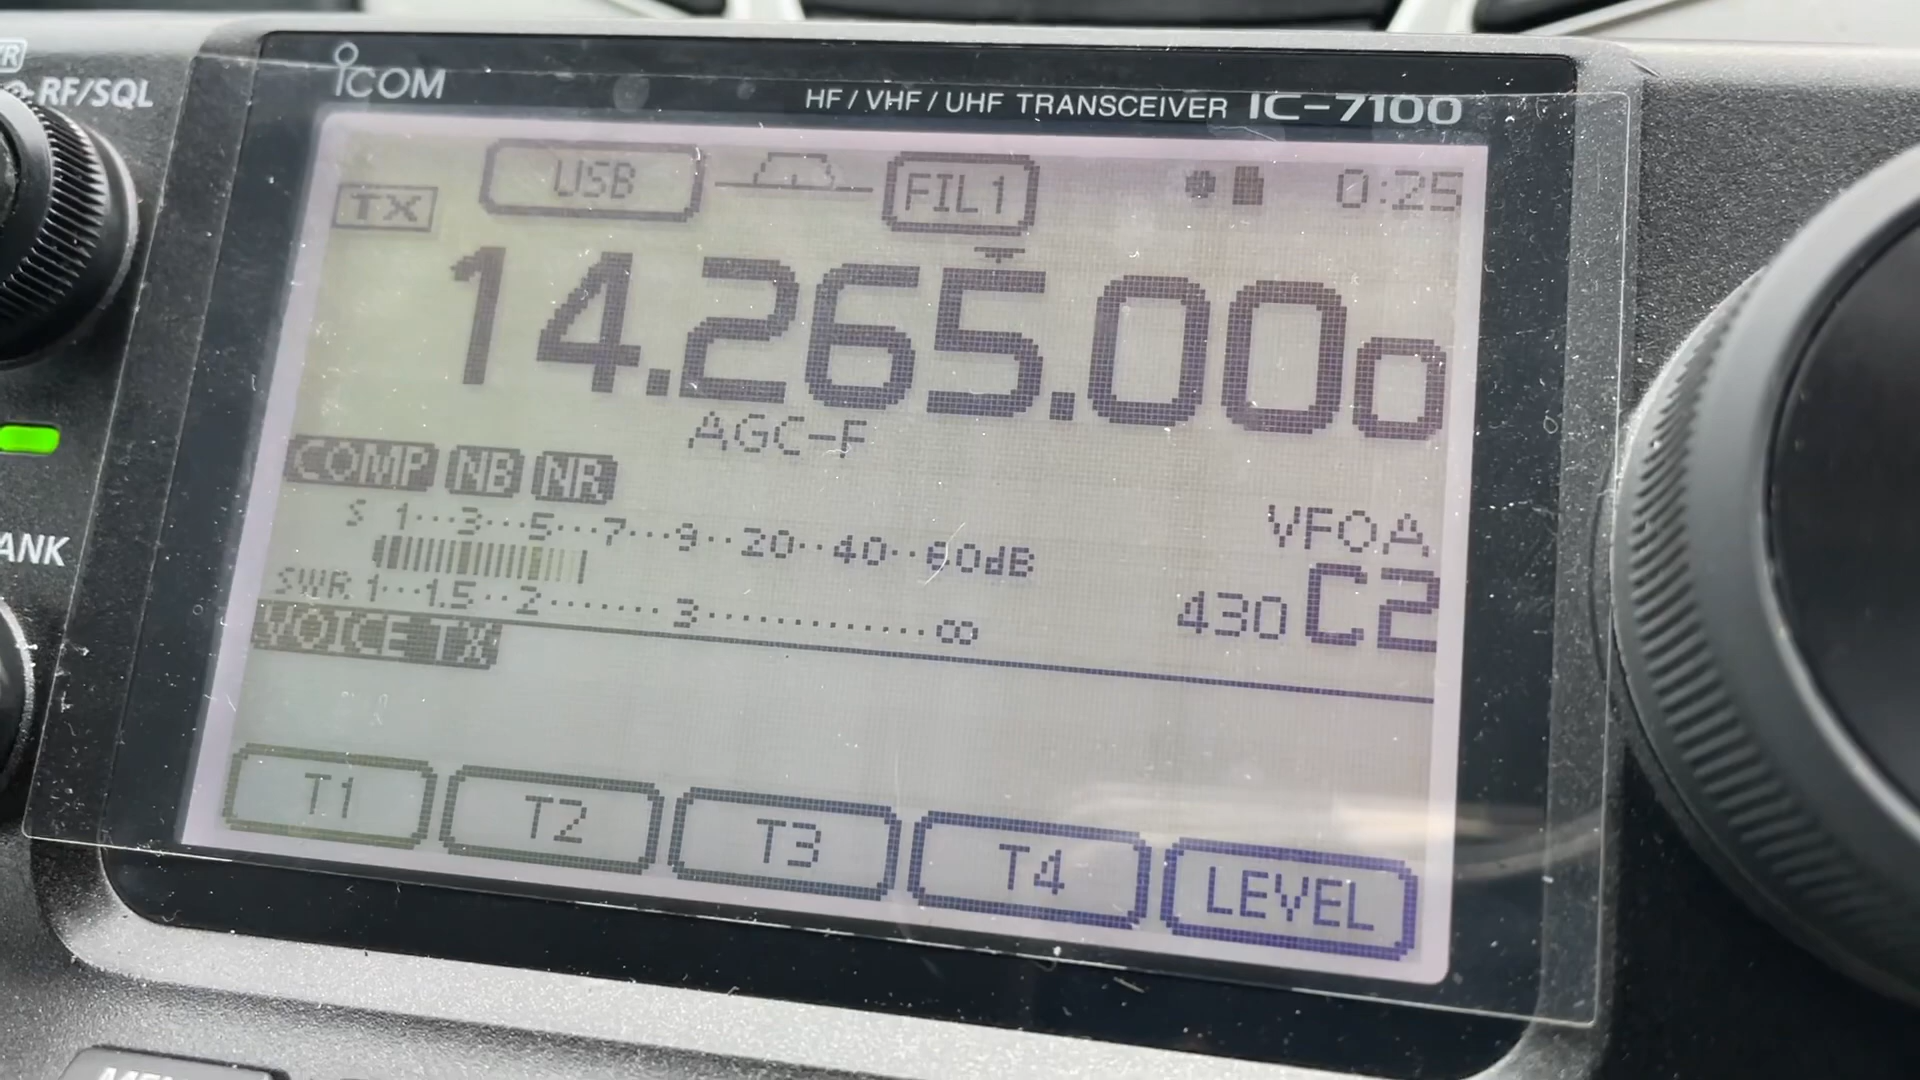 iCOM
HF / VHF / UHF TRANSCEIVER IC-7100
RF/SQL
TX USB FIL1 0:25
14.265.000
AGC-F
COMP NB NR
S 1···3···5···7···9··20··40··60dB
VFOA
SWR 1···1.5··2·······3·············∞
430 C2
VOICE TX
T1 T2 T3 T4 LEVEL